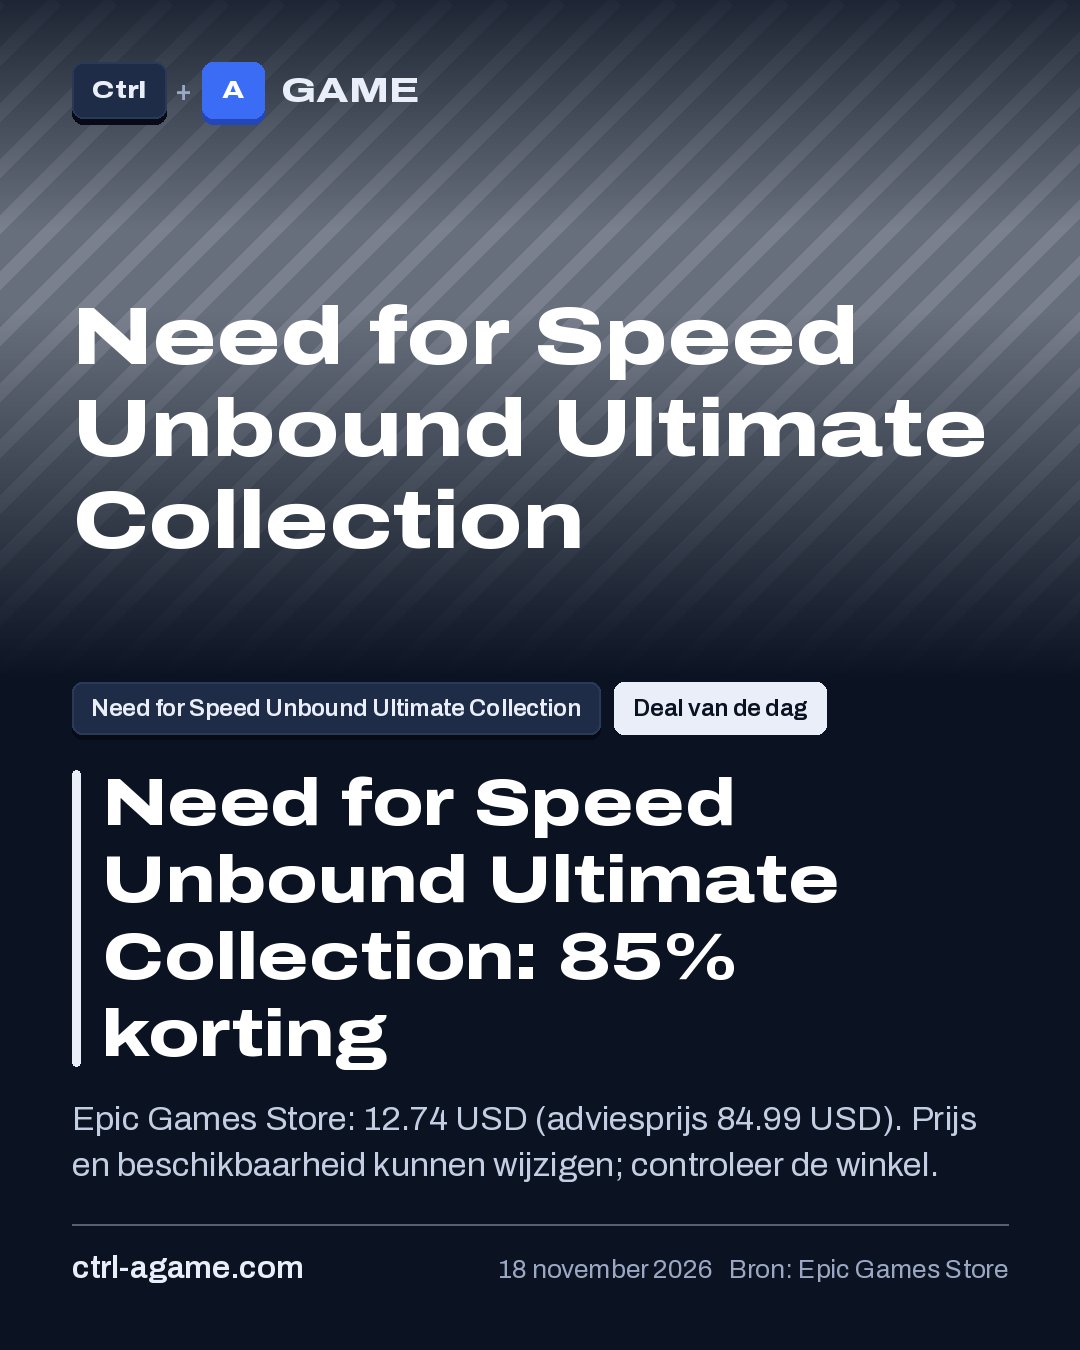 Ctrl + A GAME
Need for Speed
Unbound Ultimate
Collection
Need for Speed Unbound Ultimate Collection Deal van de dag
Need for Speed
Unbound Ultimate
Collection: 85%
korting
Epic Games Store: 12.74 USD (adviesprijs 84.99 USD). Prijs
en beschikbaarheid kunnen wijzigen; controleer de winkel.
ctrl-agame.com 18 november 2026 Bron: Epic Games Store